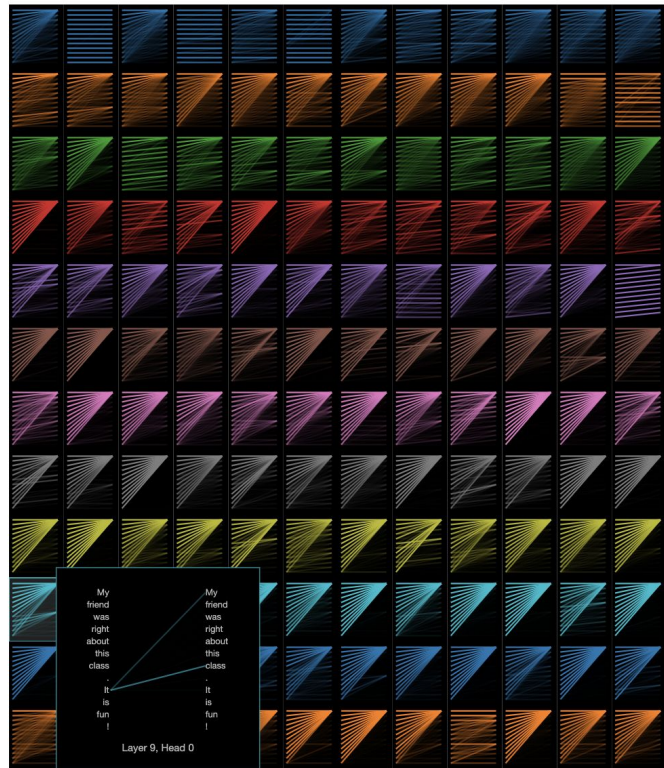 My My
friend friend
was was
right right
about about
this this
class class
. .
It It
is is
fun fun
! !
Layer 9, Head 0